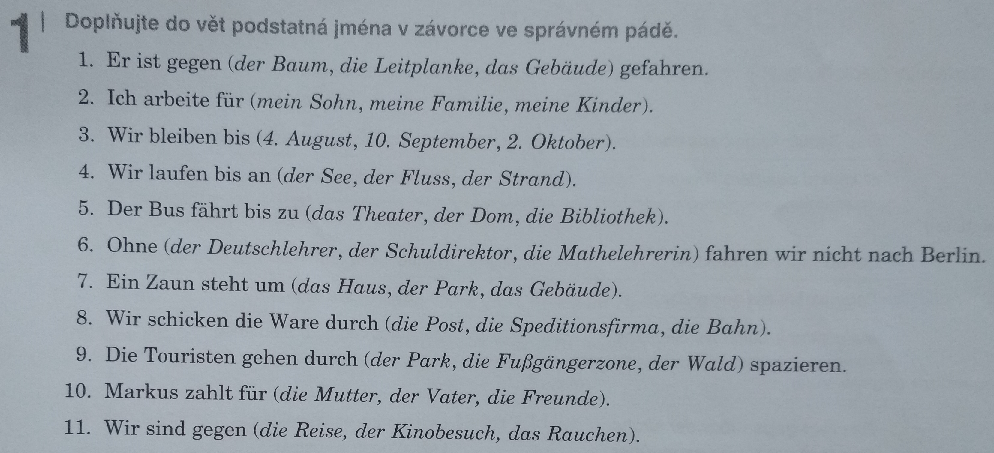 1 Doplňujte do vět podstatná jména v závorce ve správném pádě.
1. Er ist gegen (der Baum, die Leitplanke, das Gebäude) gefahren.
2. Ich arbeite für (mein Sohn, meine Familie, meine Kinder).
3. Wir bleiben bis (4. August, 10. September, 2. Oktober).
4. Wir laufen bis an (der See, der Fluss, der Strand).
5. Der Bus fährt bis zu (das Theater, der Dom, die Bibliothek).
6. Ohne (der Deutschlehrer, der Schuldirektor, die Mathelehrerin) fahren wir nicht nach Berlin.
7. Ein Zaun steht um (das Haus, der Park, das Gebäude).
8. Wir schicken die Ware durch (die Post, die Speditionsfirma, die Bahn).
9. Die Touristen gehen durch (der Park, die Fußgängerzone, der Wald) spazieren.
10. Markus zahlt für (die Mutter, der Vater, die Freunde).
11. Wir sind gegen (die Reise, der Kinobesuch, das Rauchen).